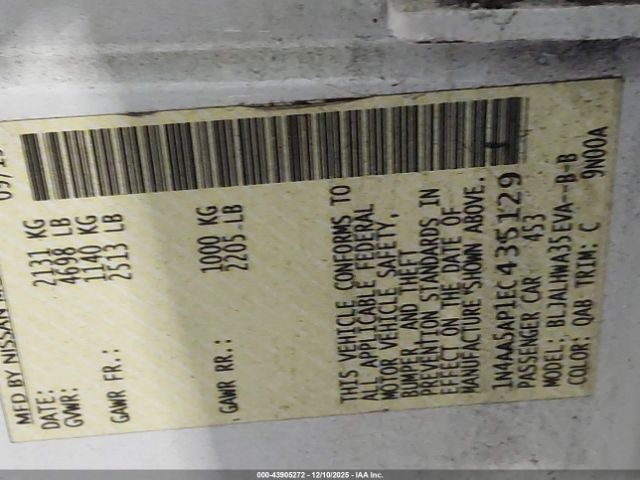 MFD BY NISSAN
DATE:
GVWR: 2131 KG
4698 LB
GAWR FR.: 1140 KG
2513 LB
GAWR RR.: 1000 KG
2205 LB
THIS VEHICLE CONFORMS TO
ALL APPLICABLE FEDERAL
MOTOR VEHICLE SAFETY,
BUMPER AND THEFT
PREVENTION STANDARDS IN
EFFECT ON THE DATE OF
MANUFACTURE SHOWN ABOVE.
1N4AA5AP1EC435129
PASSENGER CAR 453
MODEL: BLJALHWA35EVA--B-B
COLOR: QAB TRIM: C 9N00A
000-43905272 - 12/10/2025 - IAA Inc.